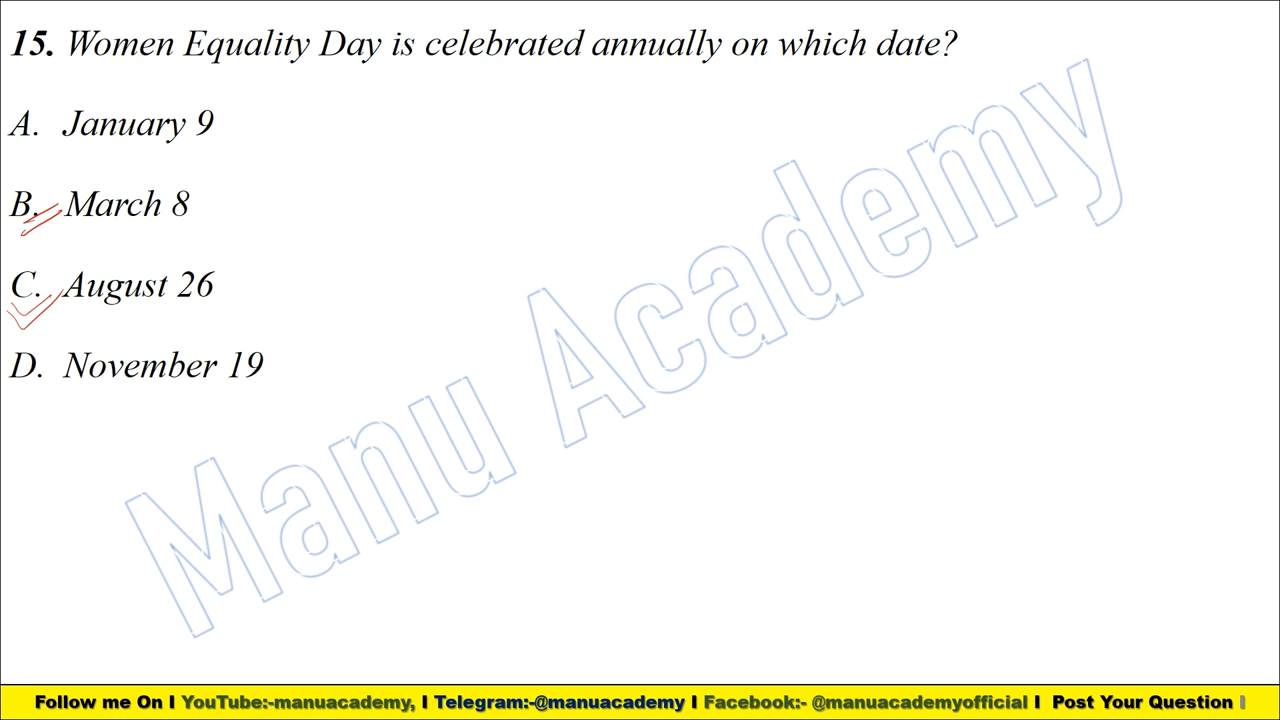 15. Women Equality Day is celebrated annually on which date?
A. January 9
B. March 8
C. August 26
D. November 19
Manu Academy
Follow me On I YouTube:-manuacademy, I Telegram:-@manuacademy I Facebook:- @manuacademyofficial I Post Your Question I